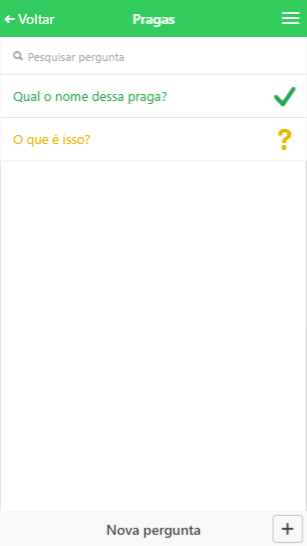 Voltar
Pragas
Pesquisar pergunta
Qual o nome dessa praga?
O que é isso?
?
Nova pergunta
+